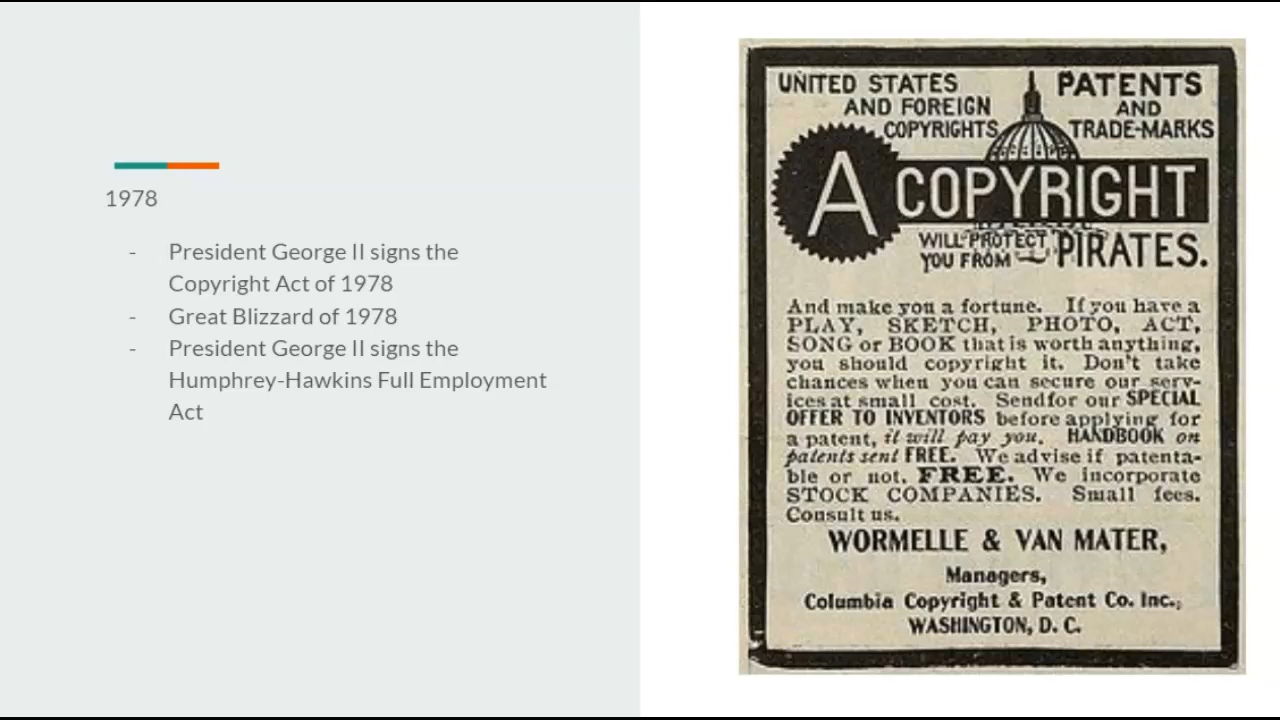 1978
- President George II signs the
Copyright Act of 1978
- Great Blizzard of 1978
- President George II signs the
Humphrey-Hawkins Full Employment
Act
UNITED STATES
AND FOREIGN
COPYRIGHTS
PATENTS
AND
TRADE-MARKS
A COPYRIGHT
WILL PROTECT
YOU FROM
PIRATES.
And make you a fortune. If you have a
PLAY, SKETCH, PHOTO, ACT,
SONG or BOOK that is worth anything,
you should copyright it. Don't take
chances when you can secure our serv-
ices at small cost. Send for our SPECIAL
OFFER TO INVENTORS before applying for
a patent, it will pay you. HANDBOOK on
patents sent FREE. We advise if patenta-
ble or not. FREE. We incorporate
STOCK COMPANIES. Small fees.
Consult us.
WORMELLE & VAN MATER,
Managers,
Columbia Copyright & Patent Co. Inc.,
WASHINGTON, D. C.